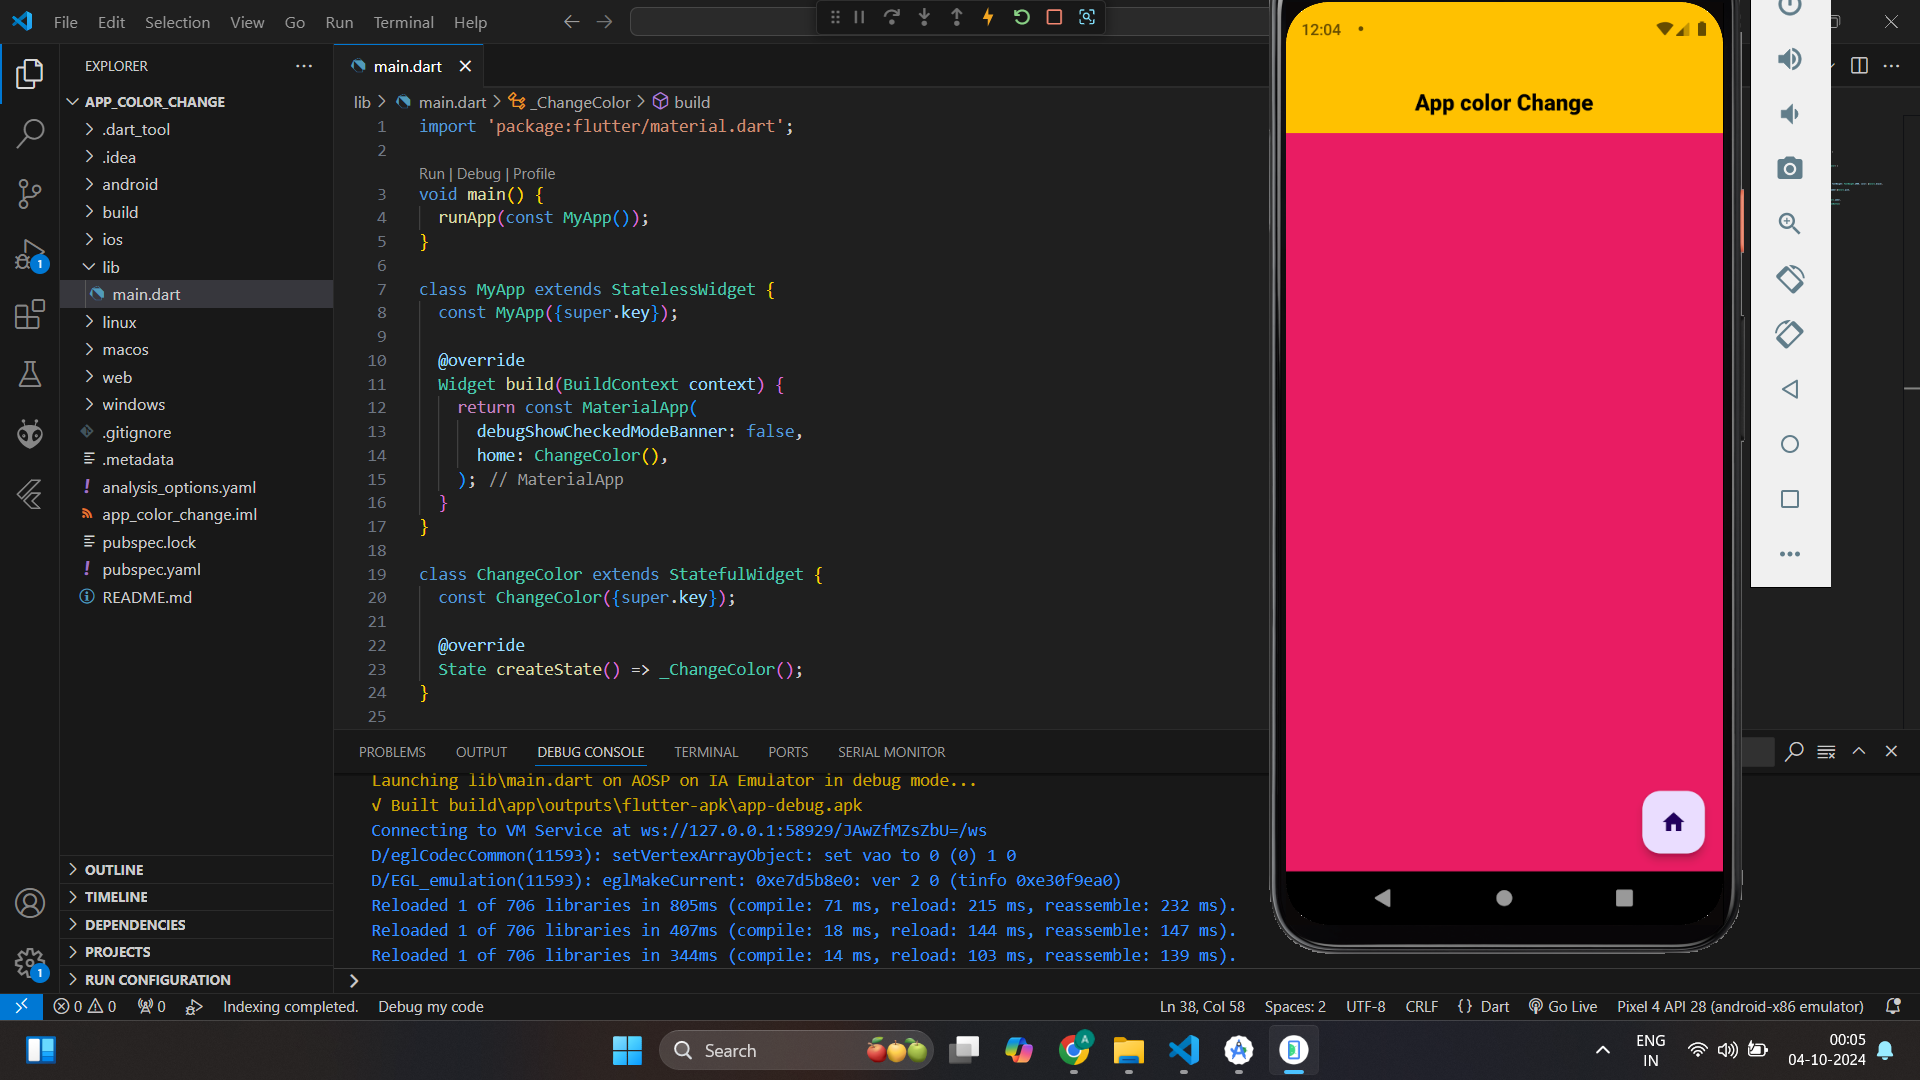 File Edit Selection View Go Run Terminal Help
EXPLORER
APP_COLOR_CHANGE
.dart_tool
.idea
android
build
ios
lib
main.dart
linux
macos
web
windows
.gitignore
.metadata
analysis_options.yaml
app_color_change.iml
pubspec.lock
pubspec.yaml
README.md
OUTLINE
TIMELINE
DEPENDENCIES
PROJECTS
RUN CONFIGURATION
1
1
main.dart
lib > main.dart > _ChangeColor > build
1 import 'package:flutter/material.dart';
2
Run | Debug | Profile
3 void main() {
4 runApp(const MyApp());
5 }
6
7 class MyApp extends StatelessWidget {
8 const MyApp({super.key});
9
10 @override
11 Widget build(BuildContext context) {
12 return const MaterialApp(
13 debugShowCheckedModeBanner: false,
14 home: ChangeColor(),
15 ); // MaterialApp
16 }
17 }
18
19 class ChangeColor extends StatefulWidget {
20 const ChangeColor({super.key});
21
22 @override
23 State createState() => _ChangeColor();
24 }
25
PROBLEMS OUTPUT DEBUG CONSOLE TERMINAL PORTS SERIAL MONITOR
Launching lib\main.dart on AOSP on IA Emulator in debug mode...
√ Built build\app\outputs\flutter-apk\app-debug.apk
Connecting to VM Service at ws://127.0.0.1:58929/JAwZfMZsZbU=/ws
D/eglCodecCommon(11593): setVertexArrayObject: set vao to 0 (0) 1 0
D/EGL_emulation(11593): eglMakeCurrent: 0xe7d5b8e0: ver 2 0 (tinfo 0xe30f9ea0)
Reloaded 1 of 706 libraries in 805ms (compile: 71 ms, reload: 215 ms, reassemble: 232 ms).
Reloaded 1 of 706 libraries in 407ms (compile: 18 ms, reload: 144 ms, reassemble: 147 ms).
Reloaded 1 of 706 libraries in 344ms (compile: 14 ms, reload: 103 ms, reassemble: 139 ms).
12:04
App color Change
0 0 0 Indexing completed. Debug my code Ln 38, Col 58 Spaces: 2 UTF-8 CRLF {} Dart Go Live Pixel 4 API 28 (android-x86 emulator)
Search
A
ENG
IN
00:05
04-10-2024